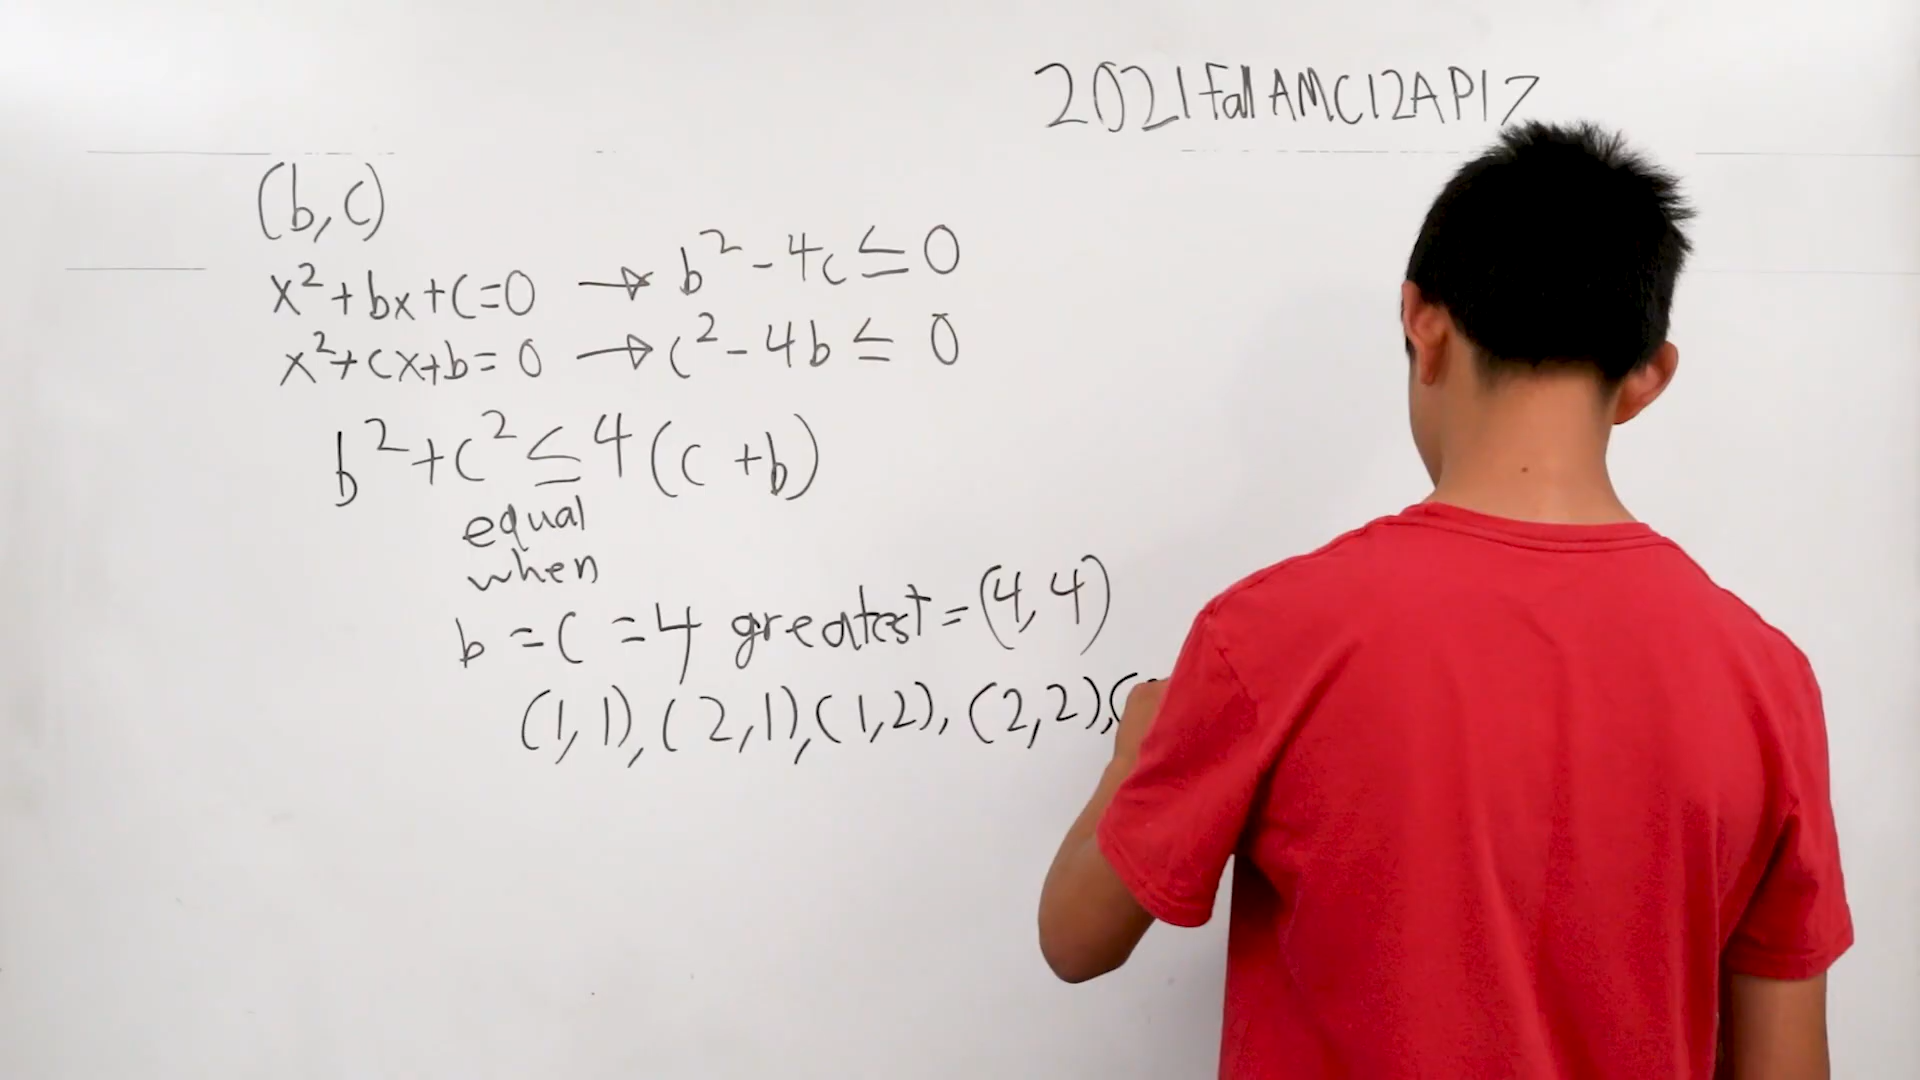 2021 Fall AMC12A P17
(b,c)
x²+bx+c=0 → b²-4c≤0
x²+cx+b=0 → c²-4b≤0
b²+c²≤4(c+b)
equal
when
b=c=4 greatest=(4,4)
(1,1),(2,1),(1,2),(2,2),(